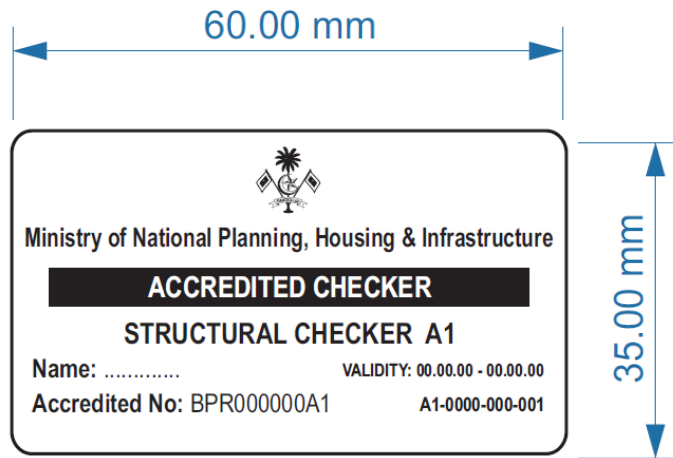 60.00 mm
Ministry of National Planning, Housing & Infrastructure
ACCREDITED CHECKER
STRUCTURAL CHECKER A1
Name: .............
VALIDITY: 00.00.00 - 00.00.00
Accredited No: BPR000000A1
A1-0000-000-001
35.00 mm